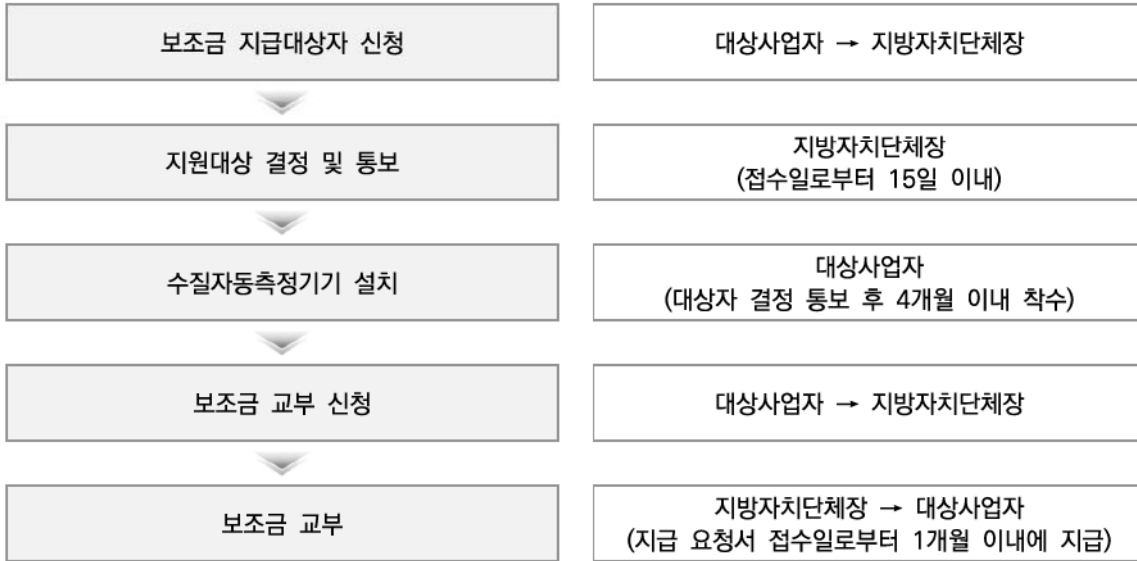 보조금 지급대상자 신청
대상사업자 → 지방자치단체장
지원대상 결정 및 통보
지방자치단체장
(접수일로부터 15일 이내)
수질자동측정기기 설치
대상사업자
(대상자 결정 통보 후 4개월 이내 착수)
보조금 교부 신청
대상사업자 → 지방자치단체장
보조금 교부
지방자치단체장 → 대상사업자
(지급 요청서 접수일로부터 1개월 이내에 지급)